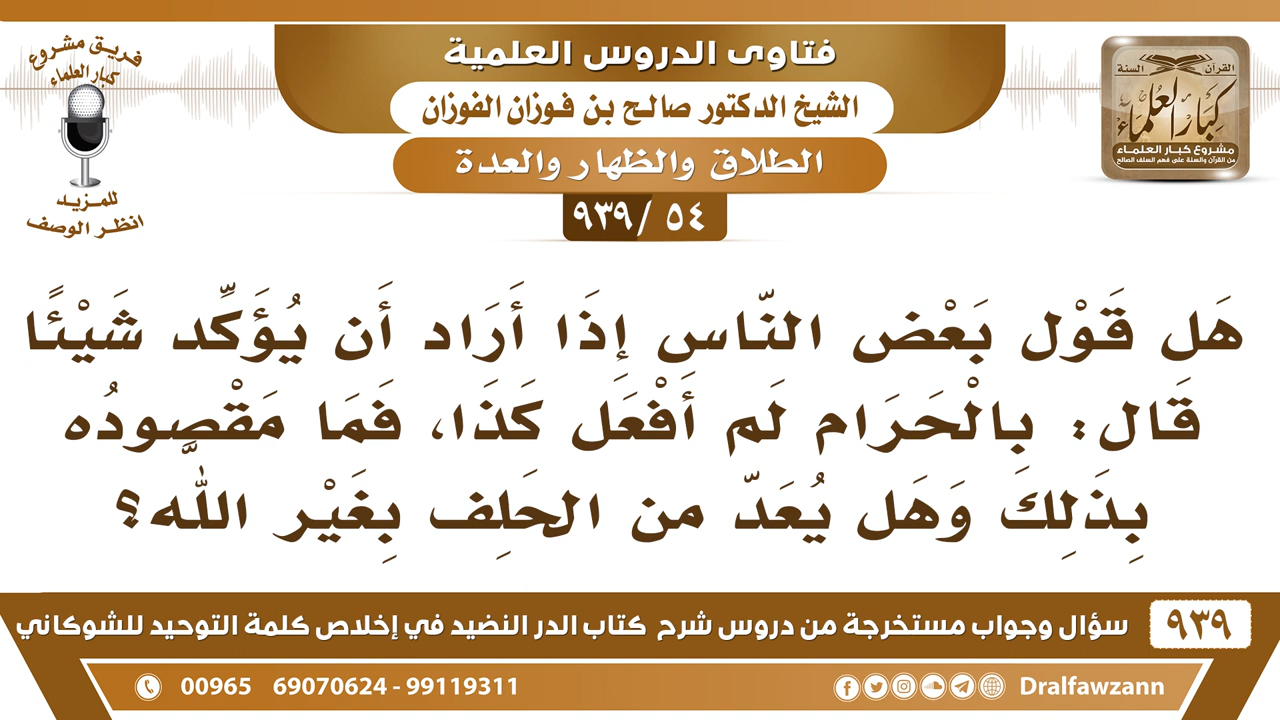 فتاوى الدروس العلمية
الشيخ الدكتور صالح بن فوزان الفوزان
الطلاق والظهار والعدة
٥٤ / ٩٣٩
فريق مشروع
كبار العلماء
للمزيد
انظر الوصف
القرآن السنة
كبار العلماء
مشروع كبار العلماء
من القرآن والسنة على فهم السلف الصالح
هَل قَوْل بَعْض النّاسِ إِذَا أَرَاد أَن يُؤَكِّد شَيْئًا
قَال: بِالْحَرَام لَم أَفْعَل كَذَا، فَمَا مَقْصودُه
بِذَلِكَ وَهَل يُعَدّ من الحَلِف بِغَيْر اللَّه؟
٩٣٩
سؤال وجواب مستخرجة من دروس شرح كتاب الدر النضيد في إخلاص كلمة التوحيد للشوكاني
00965 69070624 - 99119311
Dralfawzann